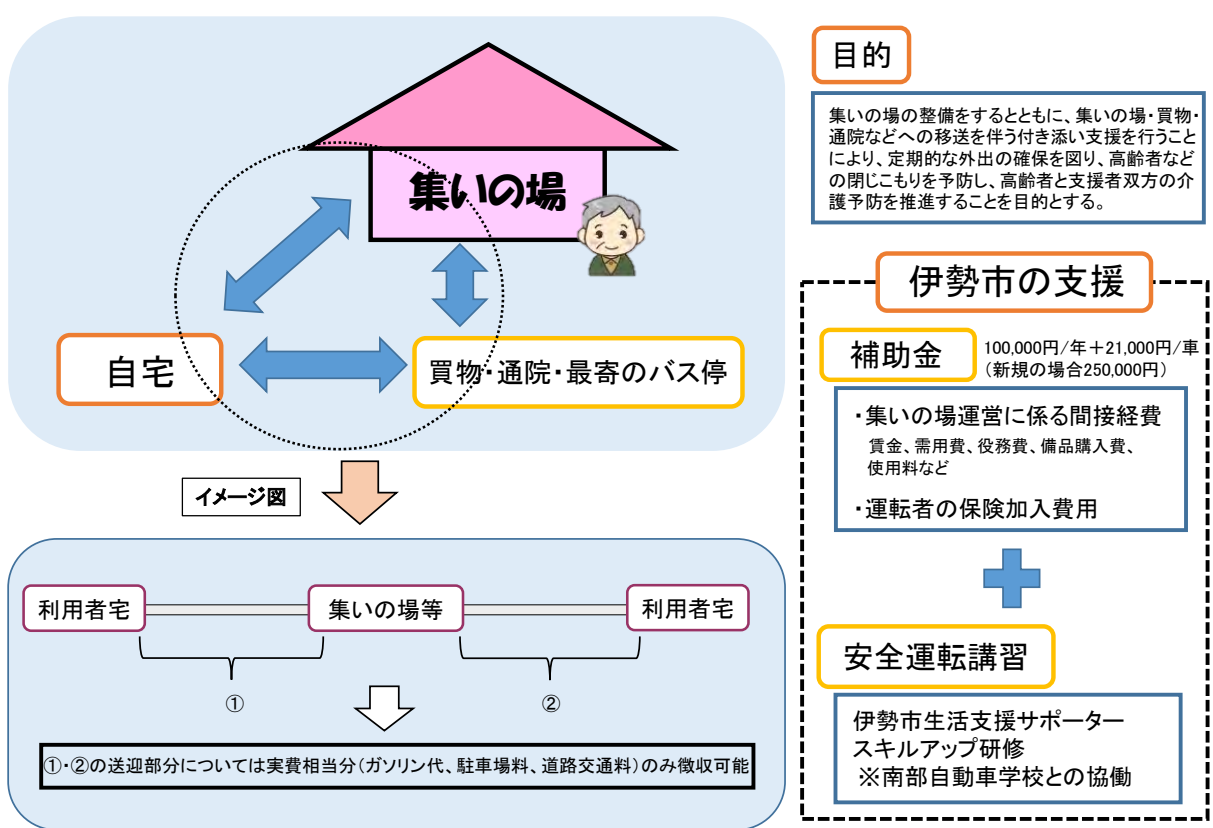 集いの場
自宅
買物・通院・最寄のバス停
イメージ図
利用者宅
集いの場等
利用者宅
①
②
①・②の送迎部分については実費相当分(ガソリン代、駐車場料、道路交通料)のみ徴収可能
目的
集いの場の整備をするとともに、集いの場・買物・
通院などへの移送を伴う付き添い支援を行うこと
により、定期的な外出の確保を図り、高齢者など
の閉じこもりを予防し、高齢者と支援者双方の介
護予防を推進することを目的とする。
伊勢市の支援
補助金
100,000円/年+21,000円/車
(新規の場合250,000円)
・集いの場運営に係る間接経費
賃金、需用費、役務費、備品購入費、
使用料など
・運転者の保険加入費用
安全運転講習
伊勢市生活支援サポーター
スキルアップ研修
※南部自動車学校との協働